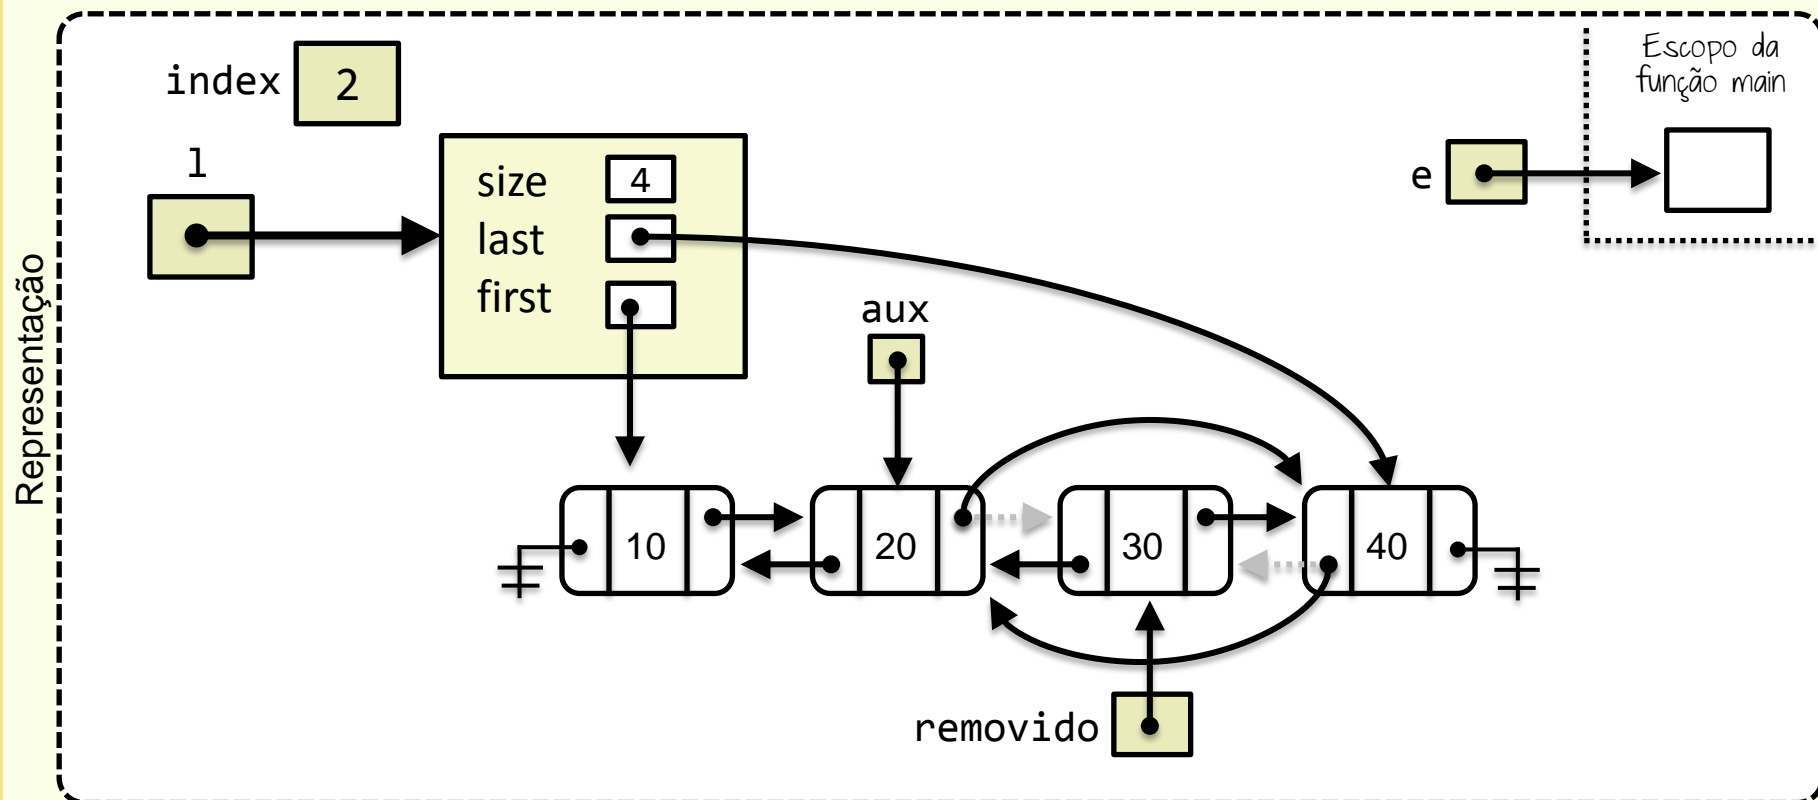 Representação
index
2
Escopo da
função main
l
size
4
last
first
e
aux
10
20
30
40
removido